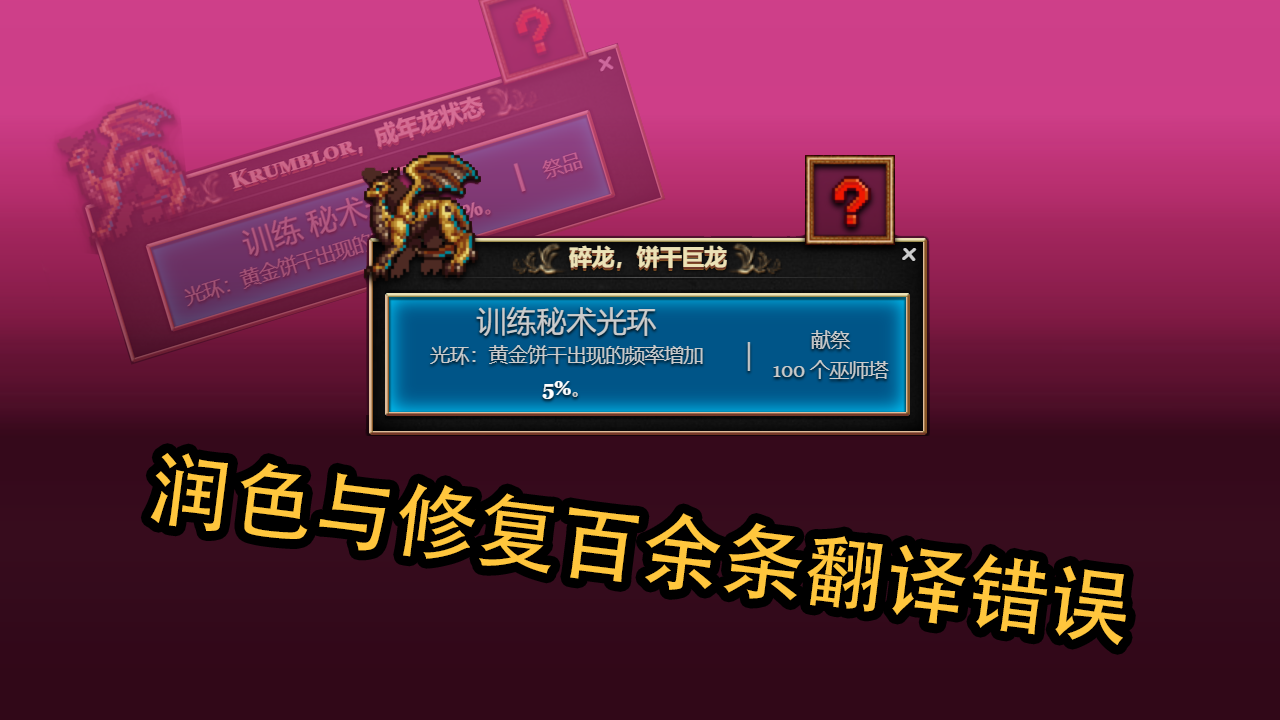 KRUMBLOR，成年龙状态
训练 秘术
祭品
光环：黄金饼干出现的
%。
碎龙，饼干巨龙
训练秘术光环
光环：黄金饼干出现的频率增加
5%。
献祭
100 个巫师塔
润色与修复百余条翻译错误